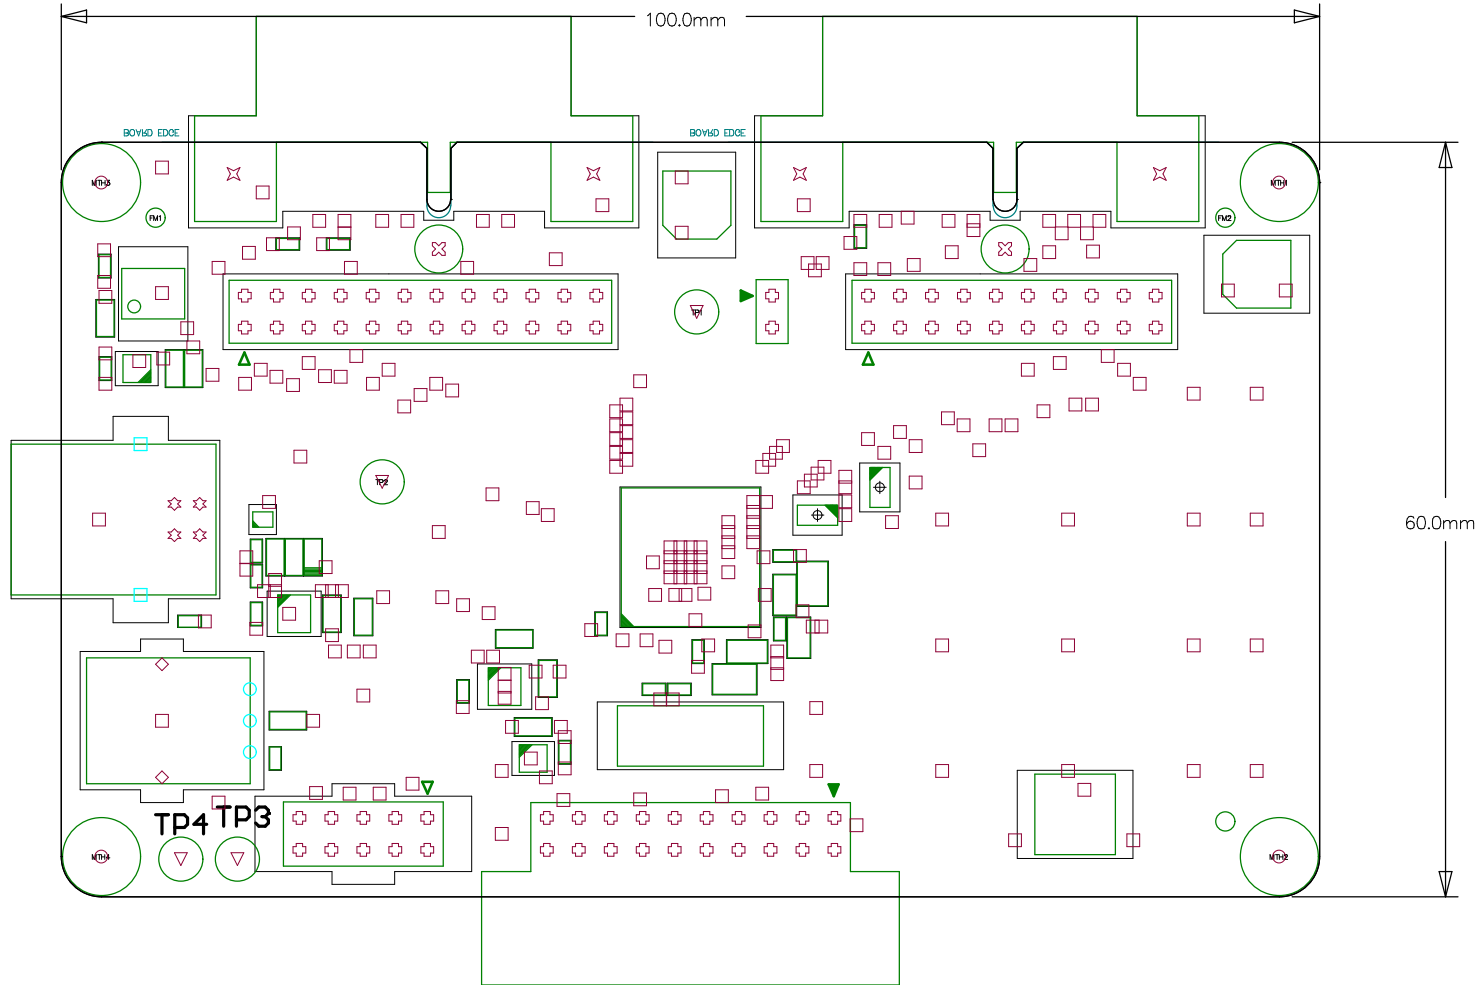 100.0mm
BOARD EDGE
BOARD EDGE
MTH3
MTH1
FM1
FM2
TP1
60.0mm
TP2
TP4
TP3
MTH4
MTH2